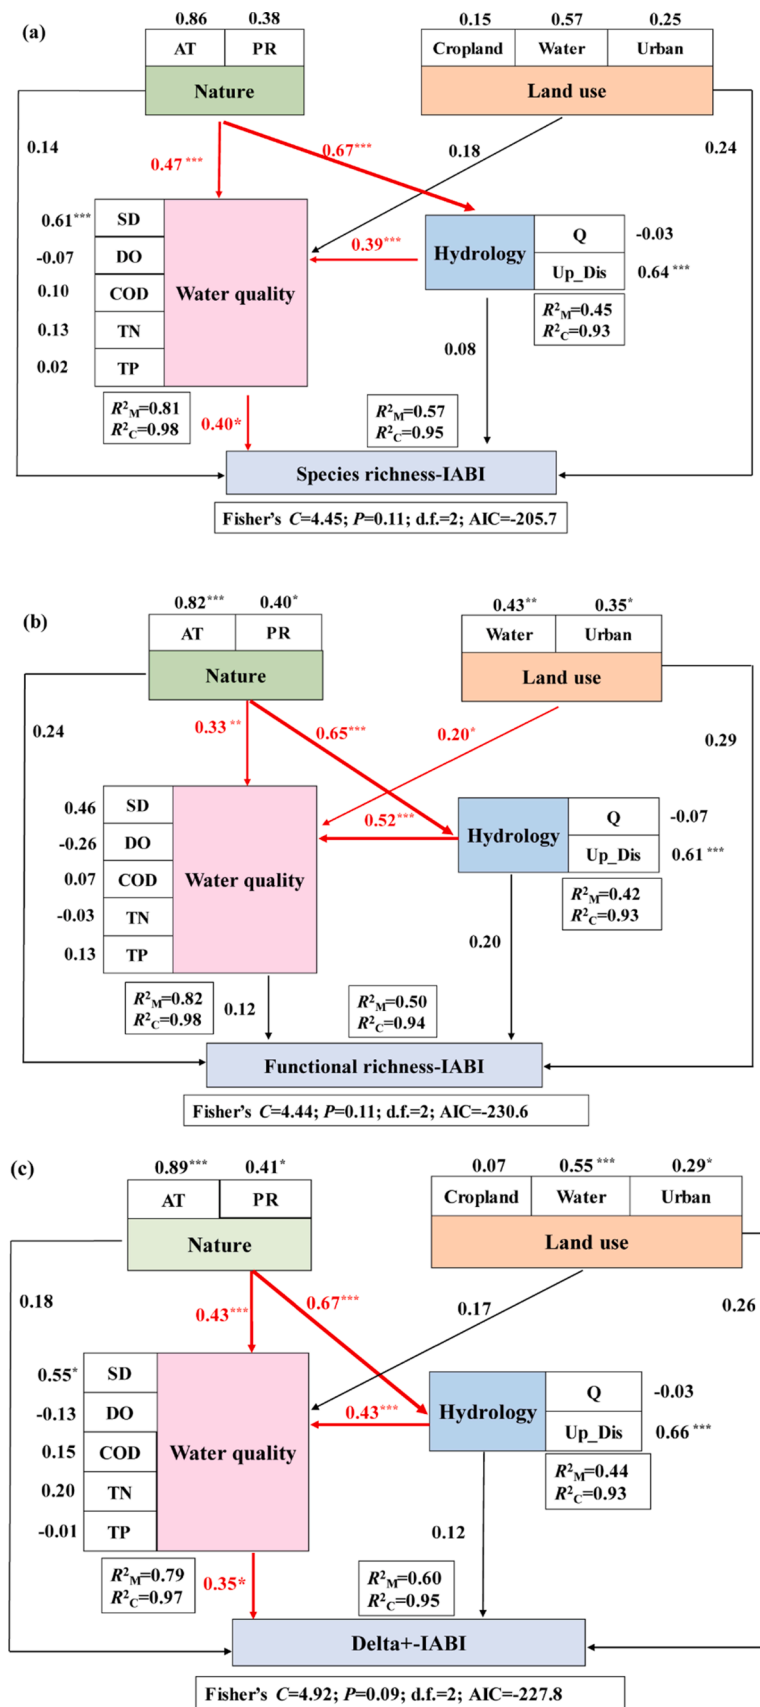 (a)
0.86 0.38 0.15 0.57 0.25
AT PR Cropland Water Urban
Nature Land use
0.14 0.47*** 0.67*** 0.18 0.24
0.61*** SD
-0.07 DO
0.10 COD
0.13 TN
0.02 TP
Water quality
0.39***
Hydrology
Q -0.03
Up_Dis 0.64***
R²M=0.45
R²C=0.93
0.08
R²M=0.81
R²C=0.98
0.40*
R²M=0.57
R²C=0.95
Species richness-IABI
Fisher's C=4.45; P=0.11; d.f.=2; AIC=-205.7
(b)
0.82*** 0.40* 0.43** 0.35*
AT PR Water Urban
Nature Land use
0.24 0.33** 0.65*** 0.20* 0.29
0.46 SD
-0.26 DO
0.07 COD
-0.03 TN
0.13 TP
Water quality
0.52***
Hydrology
Q -0.07
Up_Dis 0.61***
R²M=0.42
R²C=0.93
0.20
R²M=0.82
R²C=0.98
0.12
R²M=0.50
R²C=0.94
Functional richness-IABI
Fisher's C=4.44; P=0.11; d.f.=2; AIC=-230.6
(c)
0.89*** 0.41* 0.07 0.55*** 0.29*
AT PR Cropland Water Urban
Nature Land use
0.18 0.43*** 0.67*** 0.17 0.26
0.55* SD
-0.13 DO
0.15 COD
0.20 TN
-0.01 TP
Water quality
0.43***
Hydrology
Q -0.03
Up_Dis 0.66***
R²M=0.44
R²C=0.93
0.12
R²M=0.79
R²C=0.97
0.35*
R²M=0.60
R²C=0.95
Delta+-IABI
Fisher's C=4.92; P=0.09; d.f.=2; AIC=-227.8